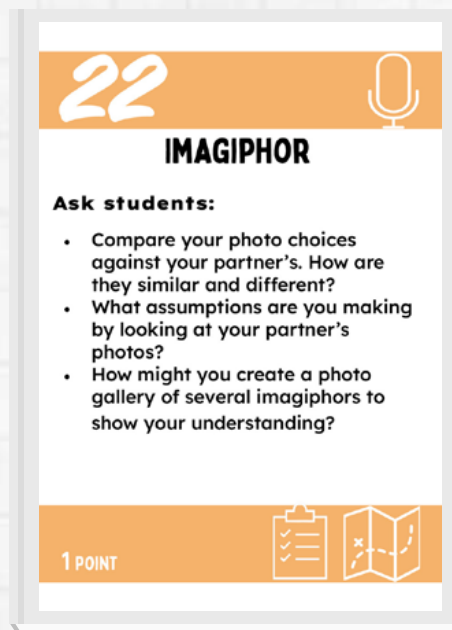 22
IMAGIPHOR
Ask students:
• Compare your photo choices
against your partner's. How are
they similar and different?
• What assumptions are you making
by looking at your partner's
photos?
• How might you create a photo
gallery of several imagiphors to
show your understanding?
1 POINT